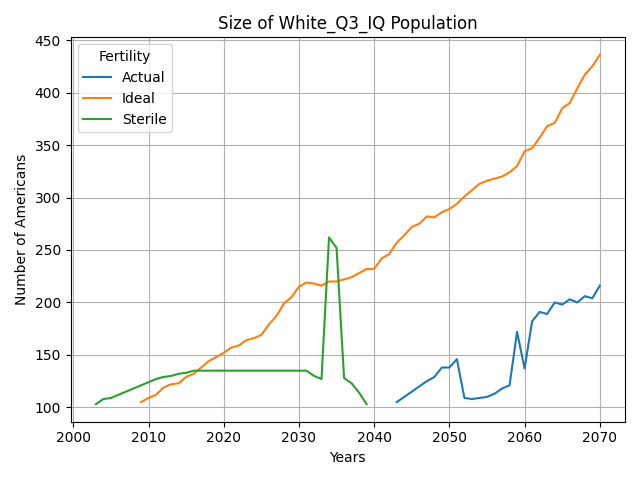 Size of White_Q3_IQ Population
Number of Americans
450
400
350
300
250
200
150
100
Fertility
Actual
Ideal
Sterile
2000 2010 2020 2030 2040 2050 2060 2070
Years